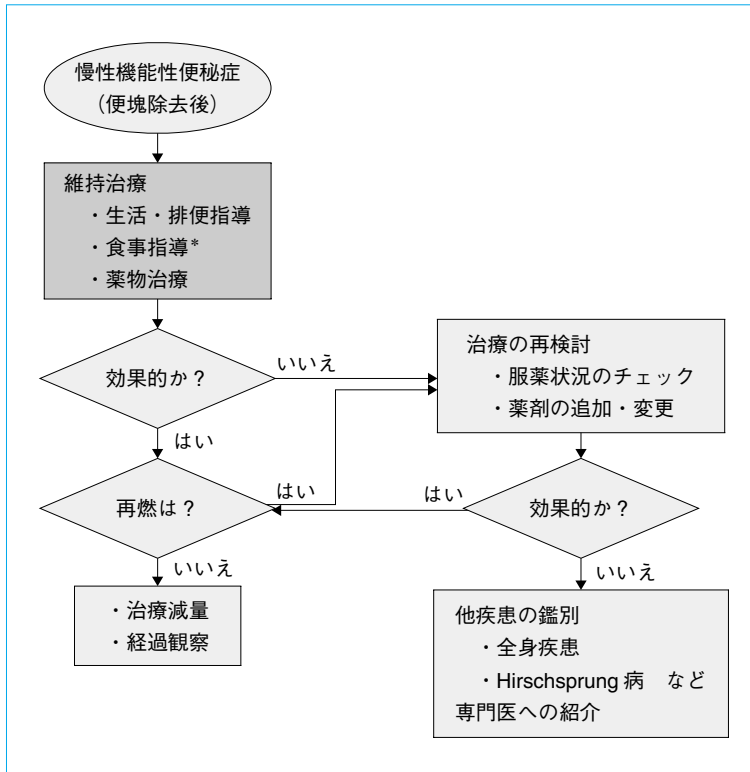 慢性機能性便秘症
（便塊除去後）
維持治療
・生活・排便指導
・食事指導*
・薬物治療
効果的か？
いいえ
治療の再検討
・服薬状況のチェック
・薬剤の追加・変更
はい
再燃は？
はい
はい
効果的か？
いいえ
・治療減量
・経過観察
いいえ
他疾患の鑑別
・全身疾患
・Hirschsprung 病　など
専門医への紹介